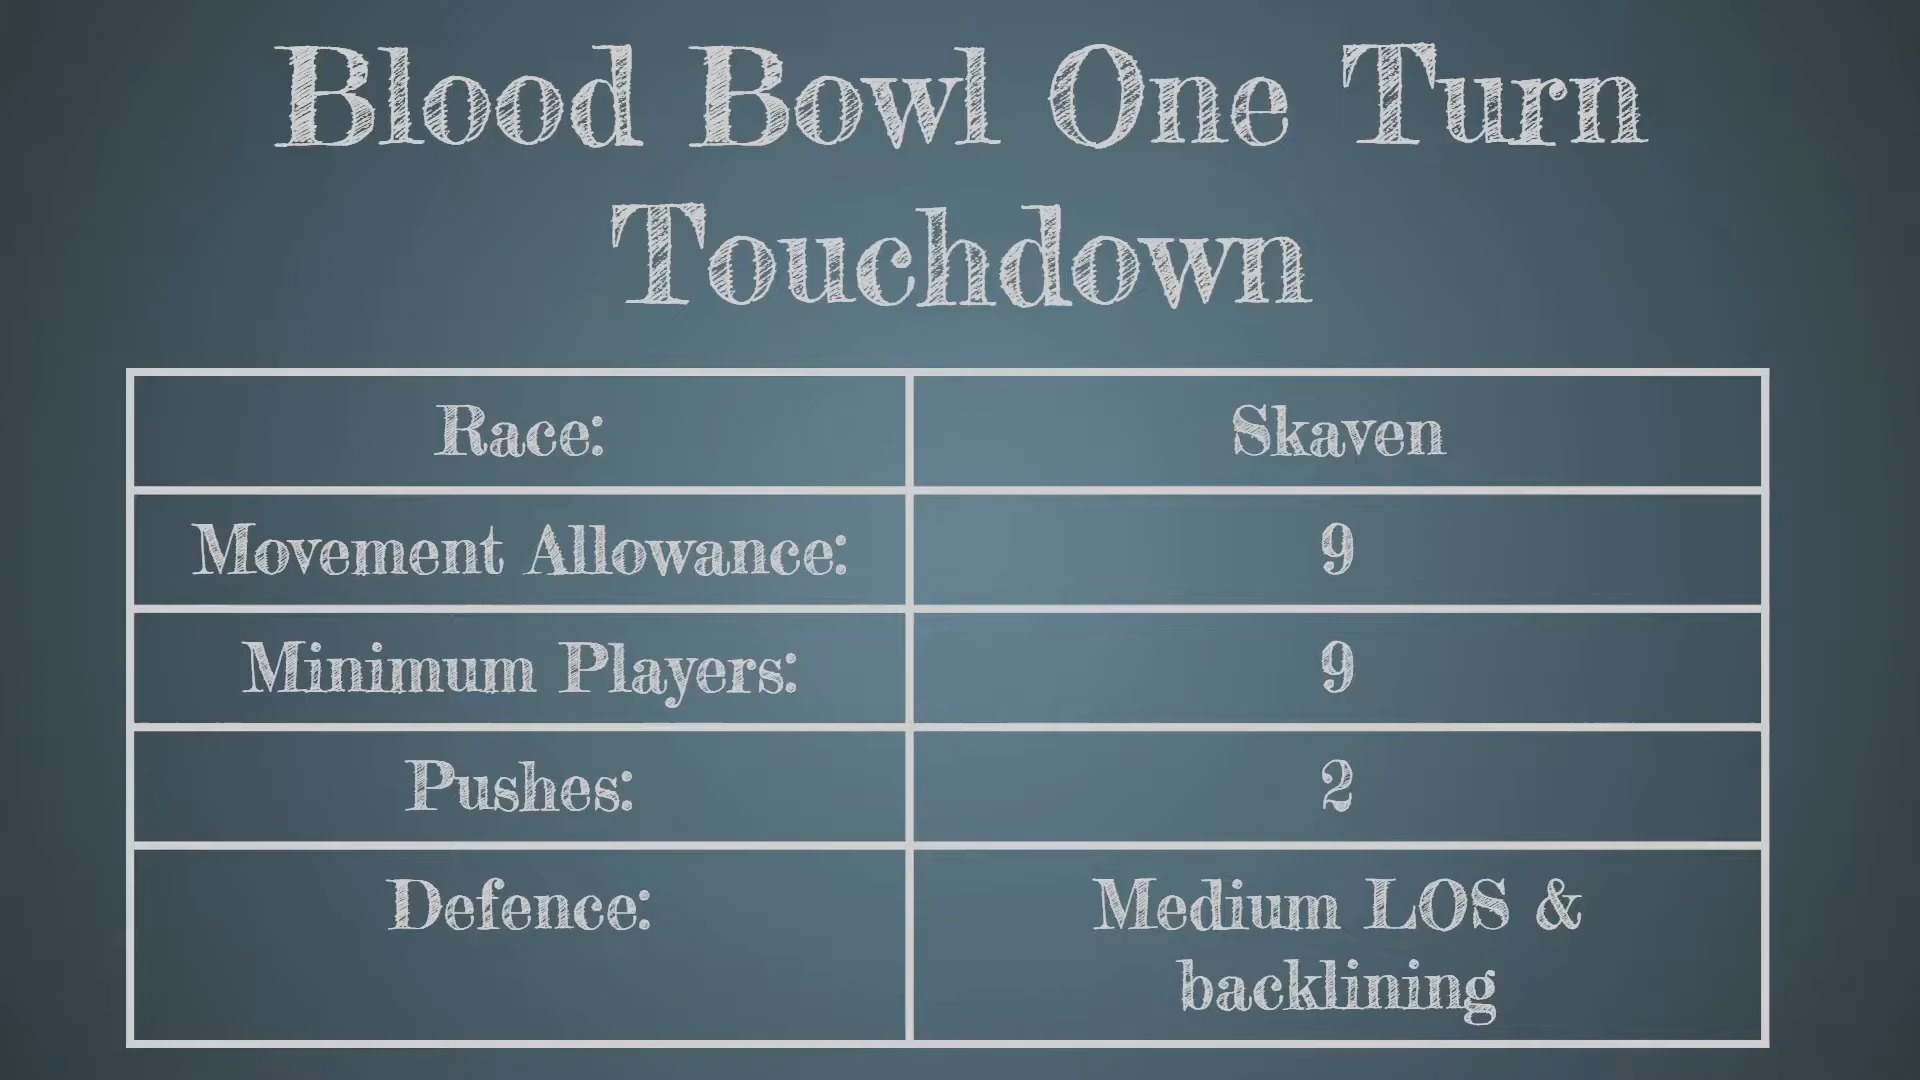 Blood Bowl One Turn
Touchdown
Race: Skaven
Movement Allowance: 9
Minimum Players: 9
Pushes: 2
Defence: Medium LOS &
backlining